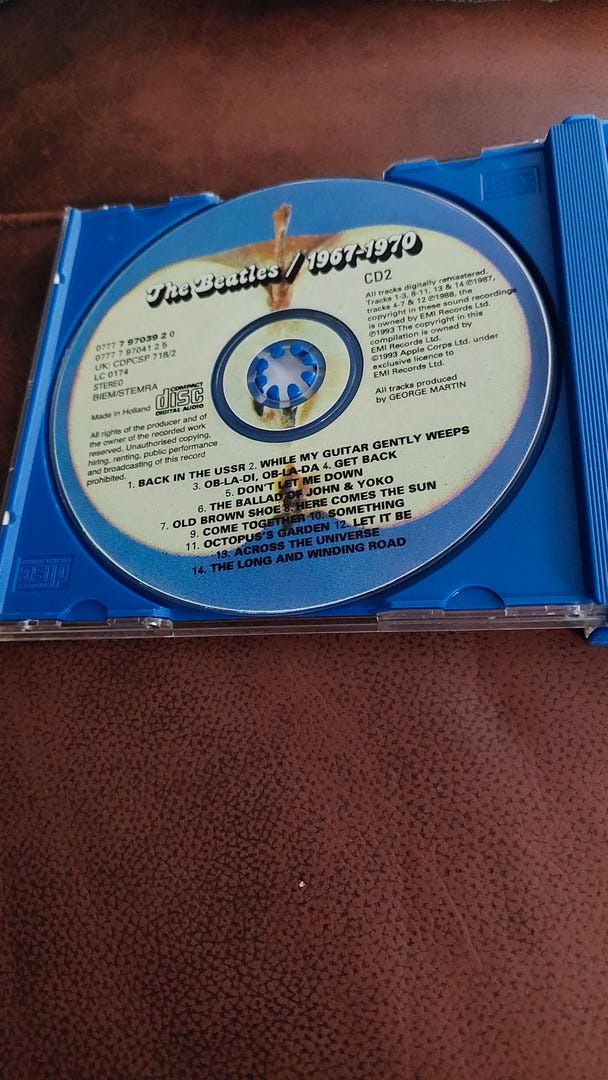 The Beatles / 1967-1970
CD2
0777 7 97039 2 0
0777 7 97041 2 5
UK: CDPCSP 718/2
LC 0174
STEREO
BIEM/STEMRA
COMPACT
disc
DIGITAL AUDIO
Made in Holland
All rights of the producer and of
the owner of the recorded work
reserved. Unauthorised copying,
hiring, renting, public performance
and broadcasting of this record
prohibited.
All tracks digitally remastered.
Tracks 1-3, 8-11, 13 & 14 ℗1987,
tracks 4-7 & 12 ℗1988, the
copyright in these sound recordings
is owned by EMI Records Ltd.
℗1993 The copyright in this
compilation is owned by
EMI Records Ltd.
©1993 Apple Corps Ltd. under
exclusive licence to
EMI Records Ltd.
All tracks produced
by GEORGE MARTIN
1. BACK IN THE USSR 2. WHILE MY GUITAR GENTLY WEEPS
3. OB-LA-DI, OB-LA-DA 4. GET BACK
5. DON'T LET ME DOWN
6. THE BALLAD OF JOHN & YOKO
7. OLD BROWN SHOE 8. HERE COMES THE SUN
9. COME TOGETHER 10. SOMETHING
11. OCTOPUS'S GARDEN 12. LET IT BE
13. ACROSS THE UNIVERSE
14. THE LONG AND WINDING ROAD
disc